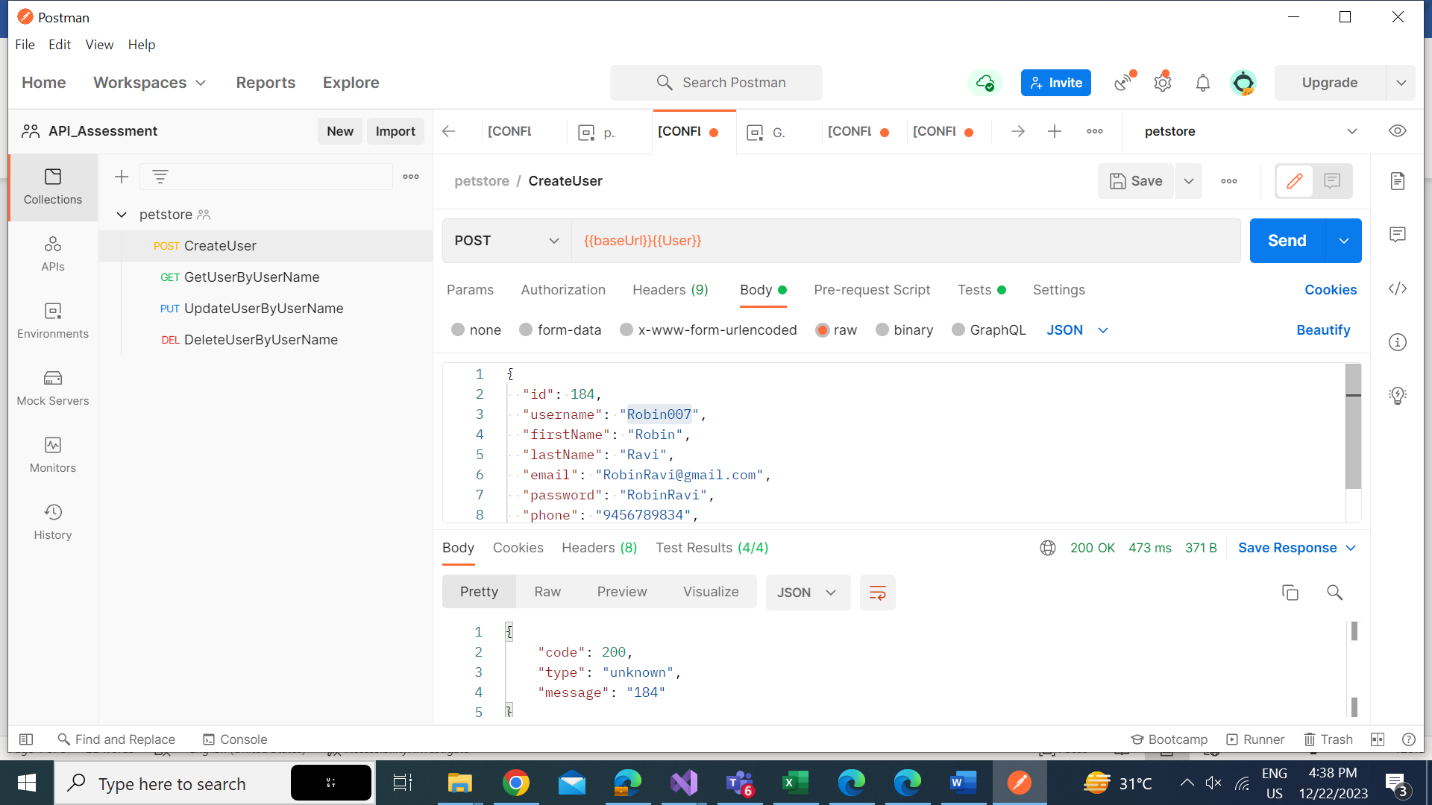 Postman
File Edit View Help
Home Workspaces Reports Explore Search Postman Invite Upgrade
API_Assessment New Import [CONFL p.. [CONFI G. [CONFL [CONFI petstore
petstore / CreateUser Save
Collections
petstore
POST CreateUser
GET GetUserByUserName
PUT UpdateUserByUserName
DEL DeleteUserByUserName
APIs
Environments
Mock Servers
Monitors
History
POST {{baseUrl}}{{User}} Send
Params Authorization Headers (9) Body Pre-request Script Tests Settings Cookies
none form-data x-www-form-urlencoded raw binary GraphQL JSON Beautify
1 {
2 "id": 184,
3 "username": "Robin007",
4 "firstName": "Robin",
5 "lastName": "Ravi",
6 "email": "RobinRavi@gmail.com",
7 "password": "RobinRavi",
8 "phone": "9456789834",
Body Cookies Headers (8) Test Results (4/4) 200 OK 473 ms 371 B Save Response
Pretty Raw Preview Visualize JSON
1 {
2 "code": 200,
3 "type": "unknown",
4 "message": "184"
5 }
Find and Replace Console Bootcamp Runner Trash
Type here to search 6 31°C ENG 4:38 PM
US 12/22/2023 3